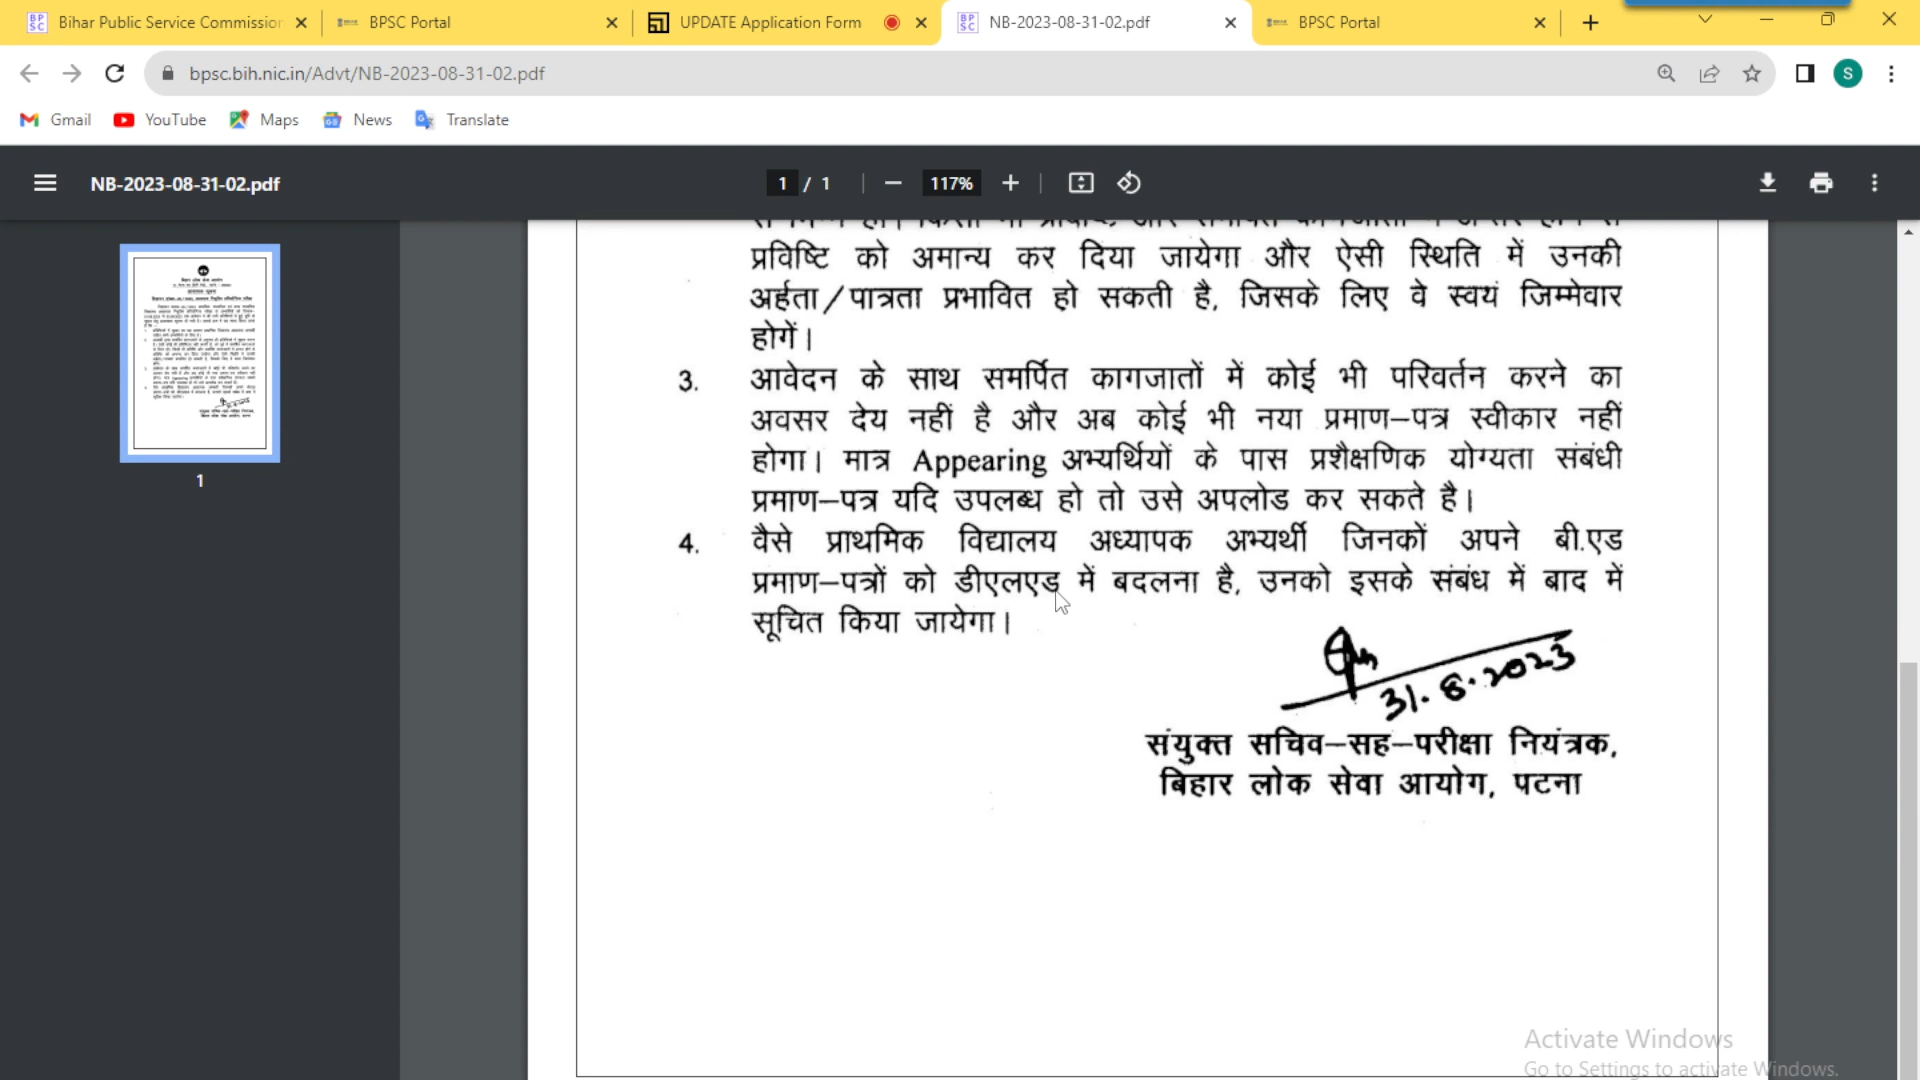 Bihar Public Service Commission
BPSC Portal
UPDATE Application Form
NB-2023-08-31-02.pdf
BPSC Portal
bpsc.bih.nic.in/Advt/NB-2023-08-31-02.pdf
S
Gmail
YouTube
Maps
News
Translate
NB-2023-08-31-02.pdf
1 / 1
117%
1
प्रविष्टि को अमान्य कर दिया जायेगा और ऐसी स्थिति में उनकी
अर्हता/पात्रता प्रभावित हो सकती है, जिसके लिए वे स्वयं जिम्मेवार
होगें।
3. आवेदन के साथ समर्पित कागजातों में कोई भी परिवर्तन करने का
अवसर देय नहीं है और अब कोई भी नया प्रमाण–पत्र स्वीकार नहीं
होगा। मात्र Appearing अभ्यर्थियों के पास प्रशैक्षणिक योग्यता संबंधी
प्रमाण–पत्र यदि उपलब्ध हो तो उसे अपलोड कर सकते है।
4. वैसे प्राथमिक विद्यालय अध्यापक अभ्यर्थी जिनकों अपने बी.एड
प्रमाण–पत्रों को डीएलएड में बदलना है, उनको इसके संबंध में बाद में
सूचित किया जायेगा।
31.8.2023
संयुक्त सचिव–सह–परीक्षा नियंत्रक,
बिहार लोक सेवा आयोग, पटना
Activate Windows
Go to Settings to activate Windows.